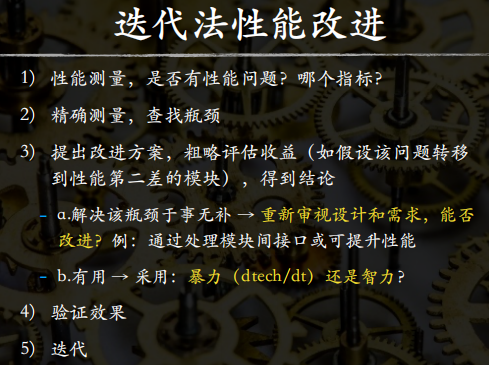 迭代法性能改进
1) 性能测量，是否有性能问题？哪个指标？
2) 精确测量，查找瓶颈
3) 提出改进方案，粗略评估收益（如假设该问题转移
到性能第二差的模块），得到结论
– a.解决该瓶颈于事无补 → 重新审视设计和需求，能否
改进？例：通过处理模块间接口或可提升性能
– b.有用 → 采用：暴力（dtech/dt）还是智力？
4) 验证效果
5) 迭代